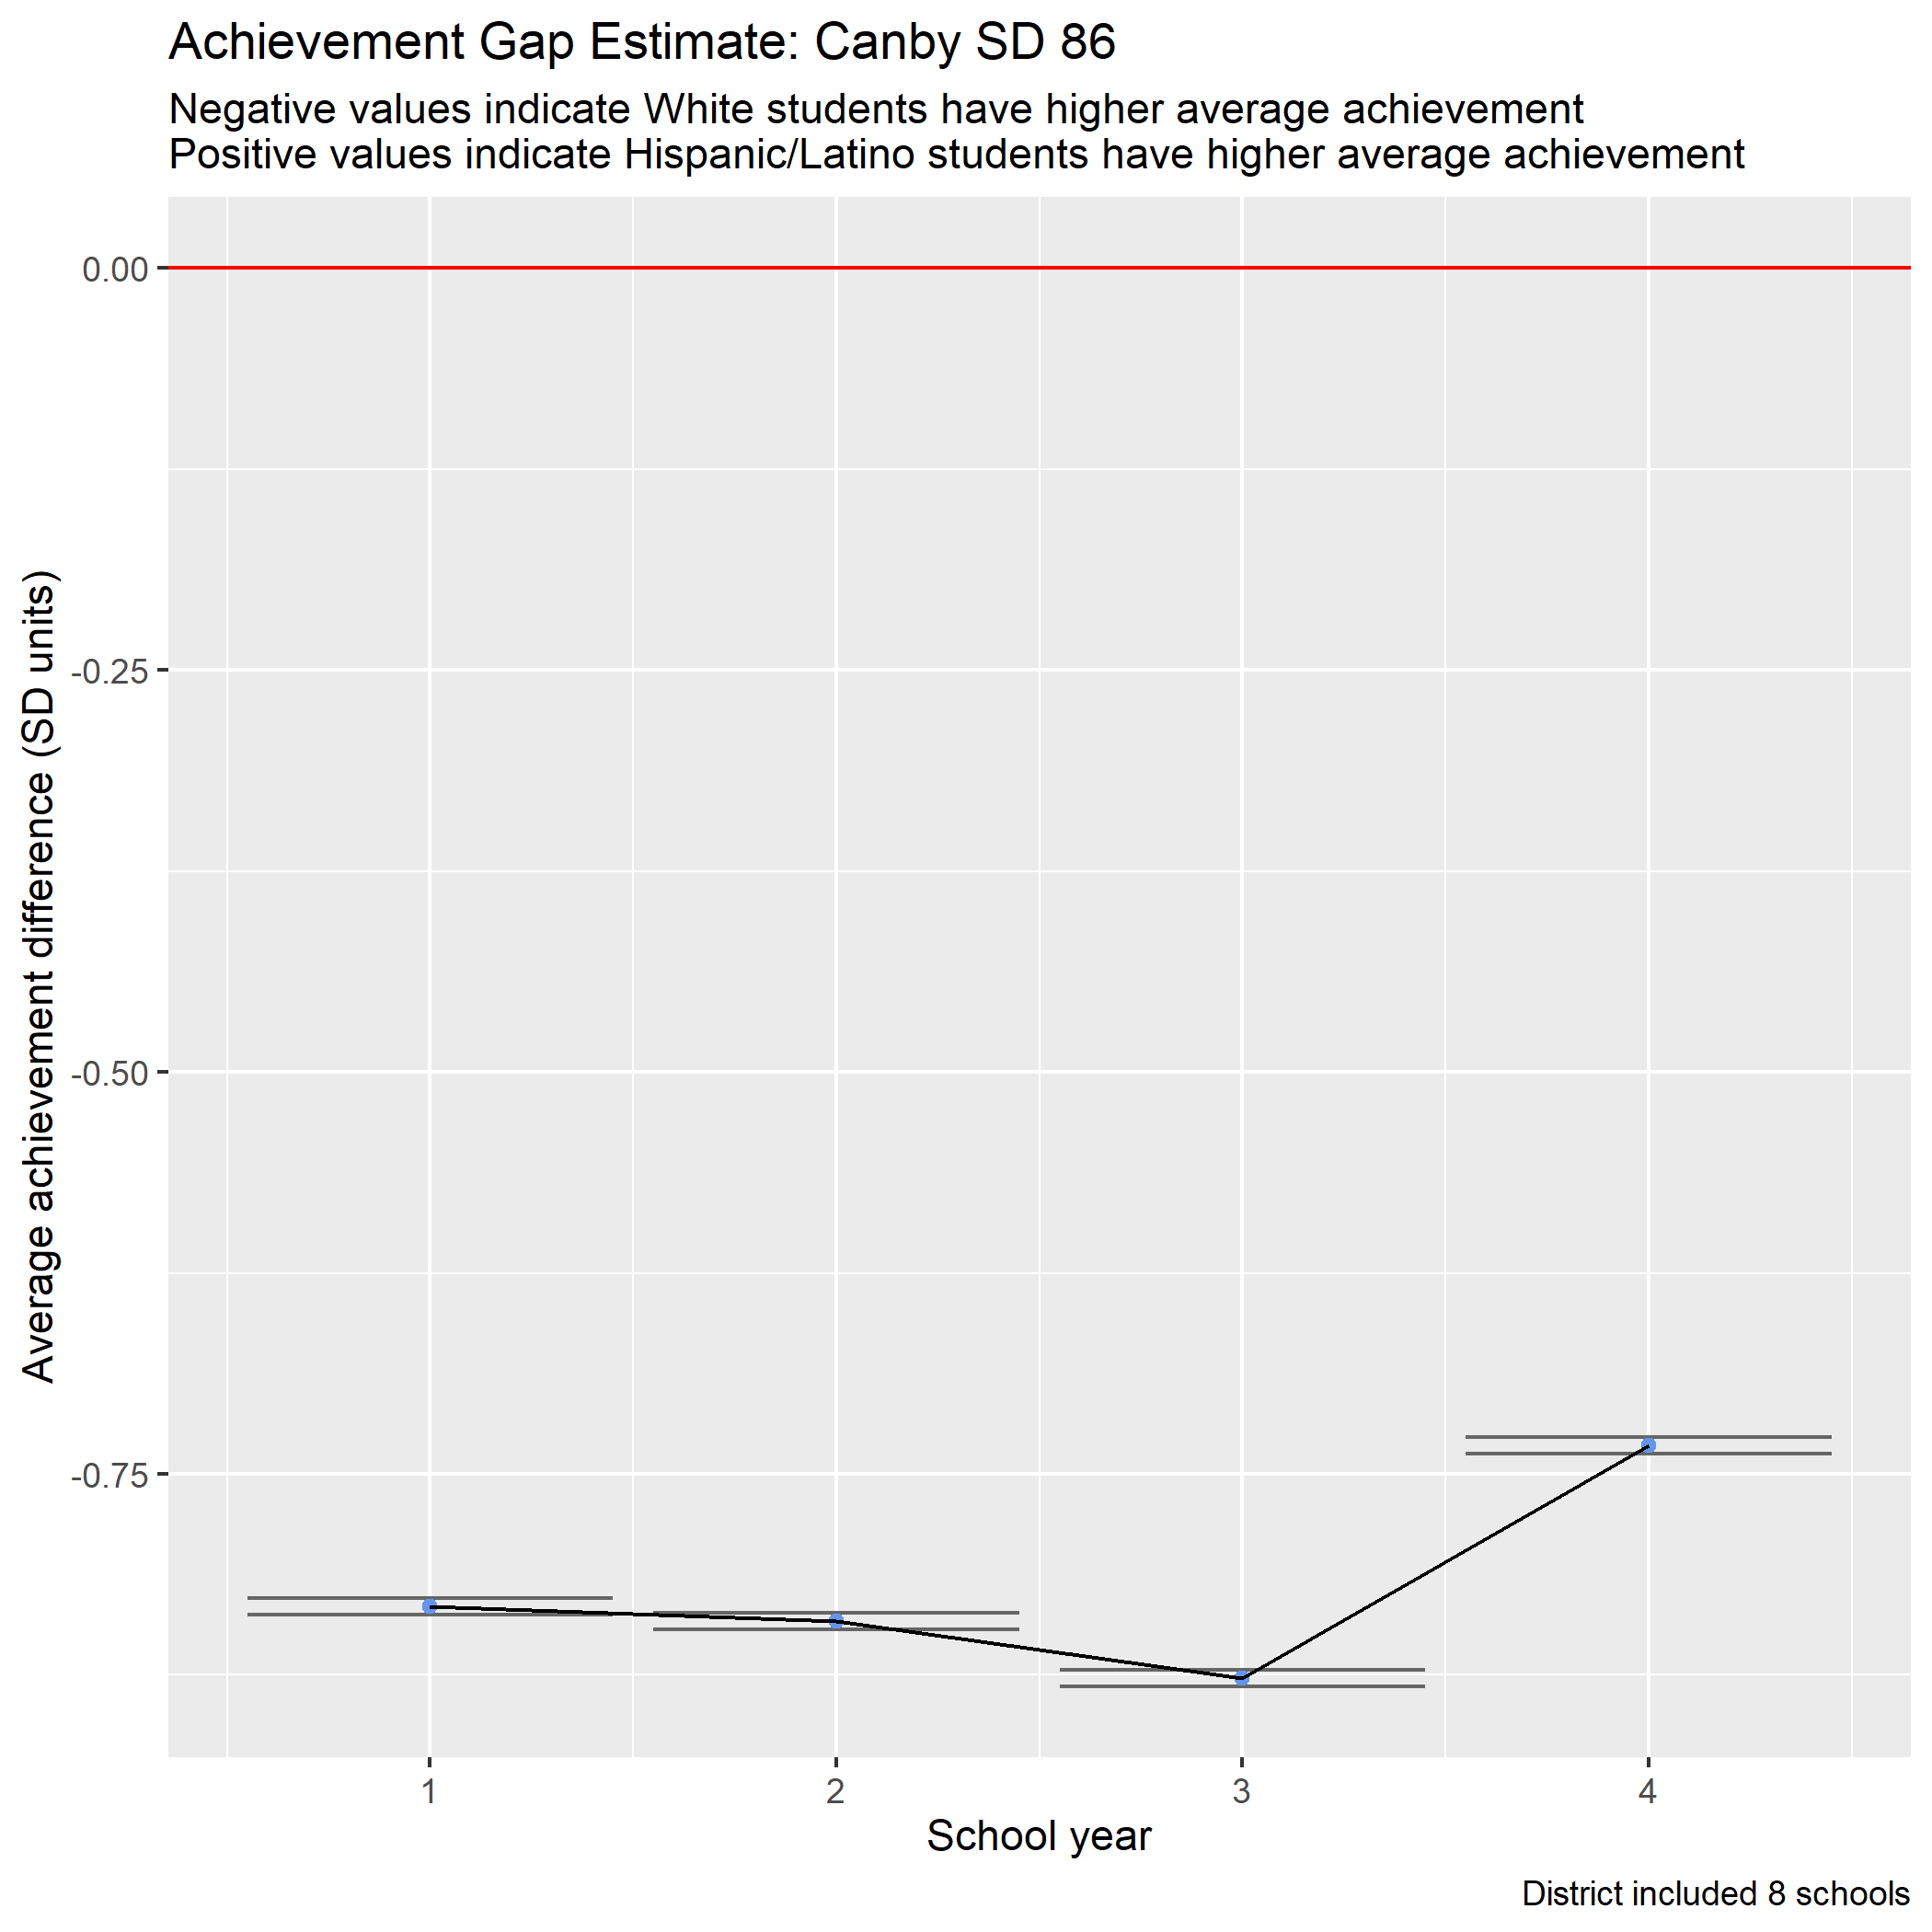 Achievement Gap Estimate: Canby SD 86
Negative values indicate White students have higher average achievement
Positive values indicate Hispanic/Latino students have higher average achievement
Average achievement difference (SD units)
0.00
-0.25
-0.50
-0.75
1
2
3
4
School year
District included 8 schools